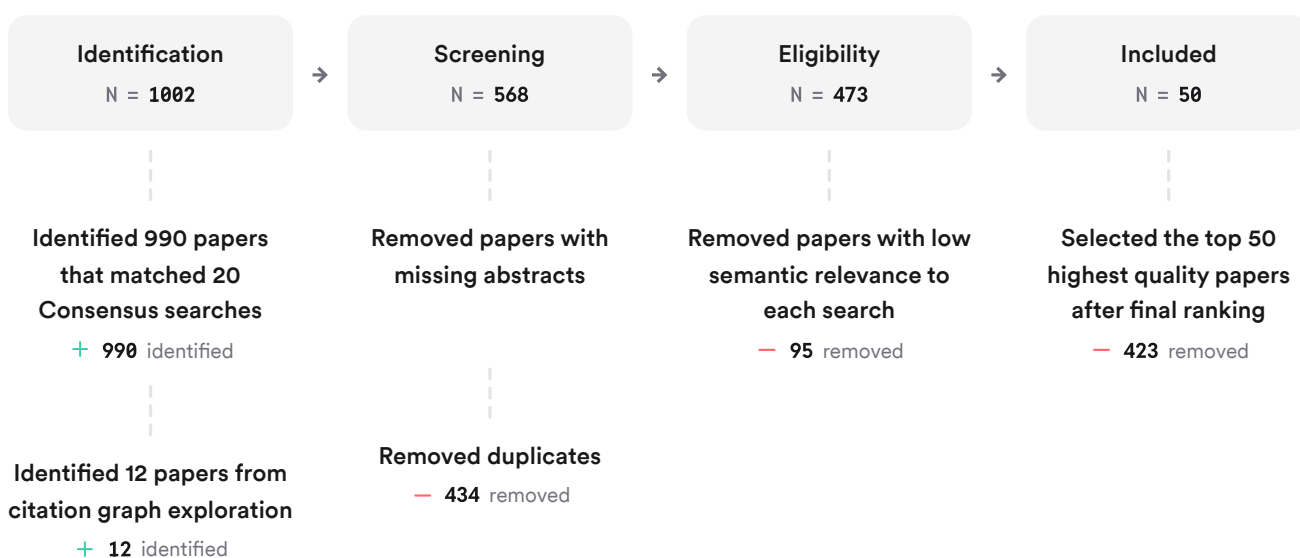 Identification
N = 1002
Screening
N = 568
Eligibility
N = 473
Included
N = 50
Identified 990 papers
that matched 20
Consensus searches
+ 990 identified
Identified 12 papers from
citation graph exploration
+ 12 identified
Removed papers with
missing abstracts
Removed duplicates
− 434 removed
Removed papers with low
semantic relevance to
each search
− 95 removed
Selected the top 50
highest quality papers
after final ranking
− 423 removed